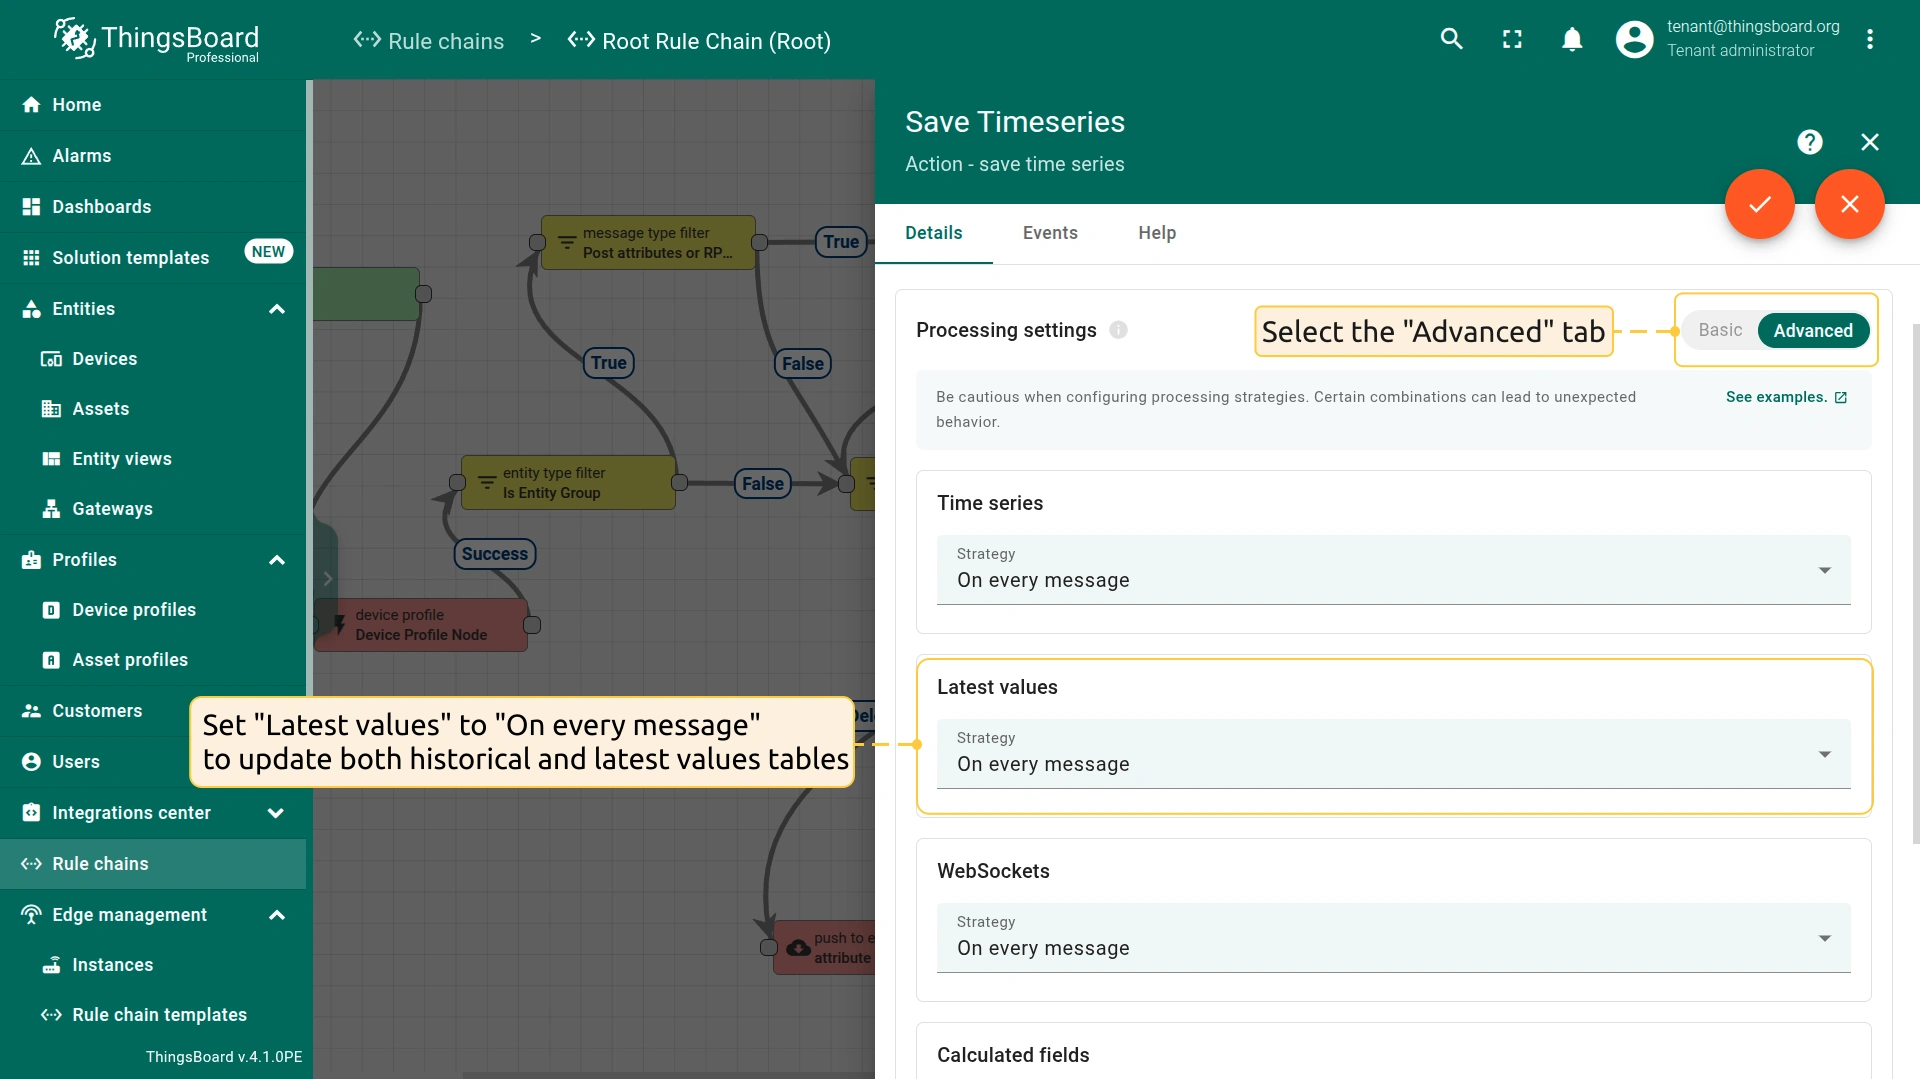 ThingsBoard
Professional
Rule chains > Root Rule Chain (Root)
tenant@thingsboard.org
Tenant administrator
Home
Alarms
Dashboards
Solution templates NEW
Entities
Devices
Assets
Entity views
Gateways
Profiles
Device profiles
Asset profiles
Customers
Users
Integrations center
Rule chains
Edge management
Instances
Rule chain templates
ThingsBoard v.4.1.0PE
message type filter
Post attributes or RP...
True
True
False
entity type filter
Is Entity Group
False
Success
device profile
Device Profile Node
push to e
attribute
Set "Latest values" to "On every message"
to update both historical and latest values tables
Save Timeseries
Action - save time series
Details Events Help
Processing settings
Select the "Advanced" tab
Basic Advanced
Be cautious when configuring processing strategies. Certain combinations can lead to unexpected
behavior.
See examples.
Time series
Strategy
On every message
Latest values
Strategy
On every message
WebSockets
Strategy
On every message
Calculated fields